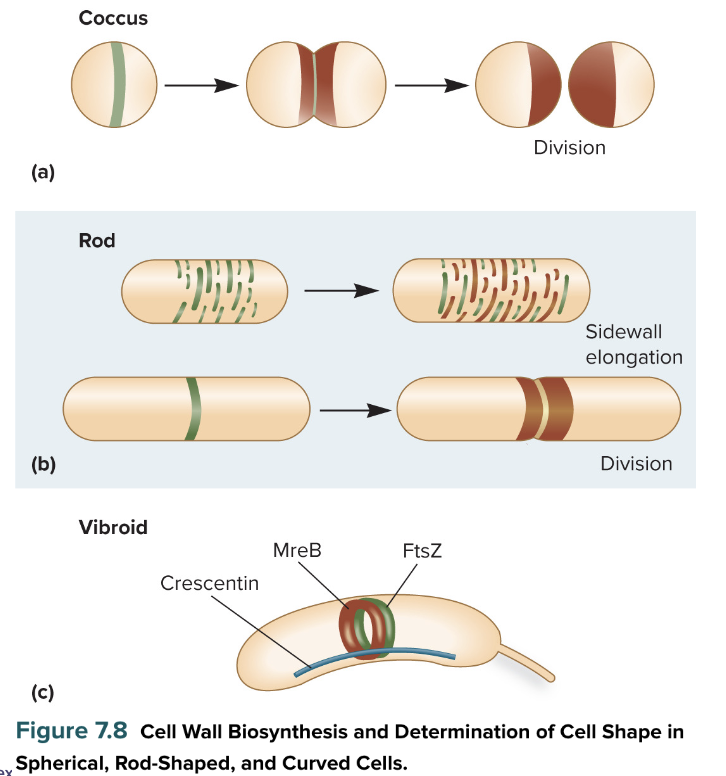 Coccus
Division
(a)
Rod
Sidewall
elongation
Division
(b)
Vibroid
MreB
FtsZ
Crescentin
(c)
Figure 7.8 Cell Wall Biosynthesis and Determination of Cell Shape in
Spherical, Rod-Shaped, and Curved Cells.